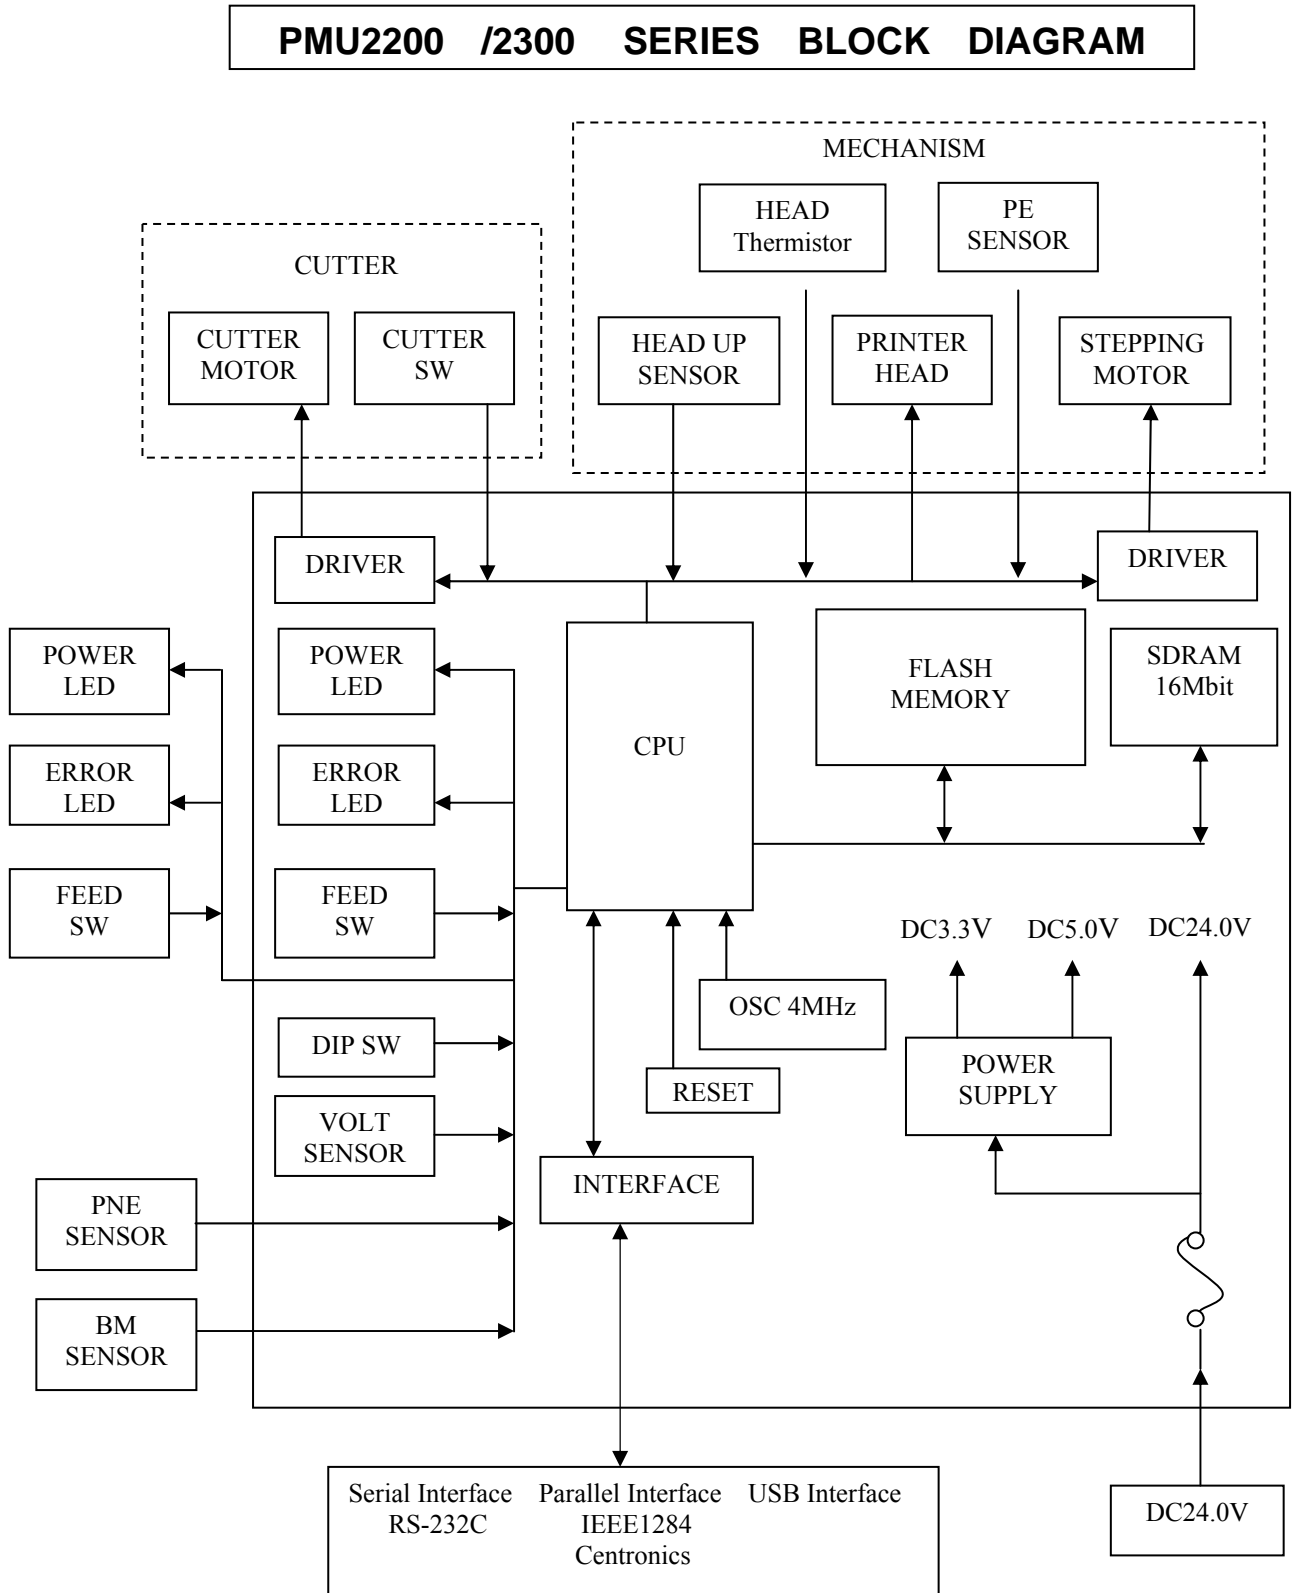 PMU2200 /2300 SERIES BLOCK DIAGRAM
MECHANISM
HEAD
Thermistor
PE
SENSOR
CUTTER
CUTTER
MOTOR
CUTTER
SW
HEAD UP
SENSOR
PRINTER
HEAD
STEPPING
MOTOR
DRIVER
DRIVER
POWER
LED
POWER
LED
CPU
FLASH
MEMORY
SDRAM
16Mbit
ERROR
LED
ERROR
LED
FEED
SW
FEED
SW
DC3.3V
DC5.0V
DC24.0V
OSC 4MHz
DIP SW
RESET
POWER
SUPPLY
VOLT
SENSOR
INTERFACE
PNE
SENSOR
BM
SENSOR
Serial Interface Parallel Interface USB Interface
RS-232C IEEE1284
Centronics
DC24.0V